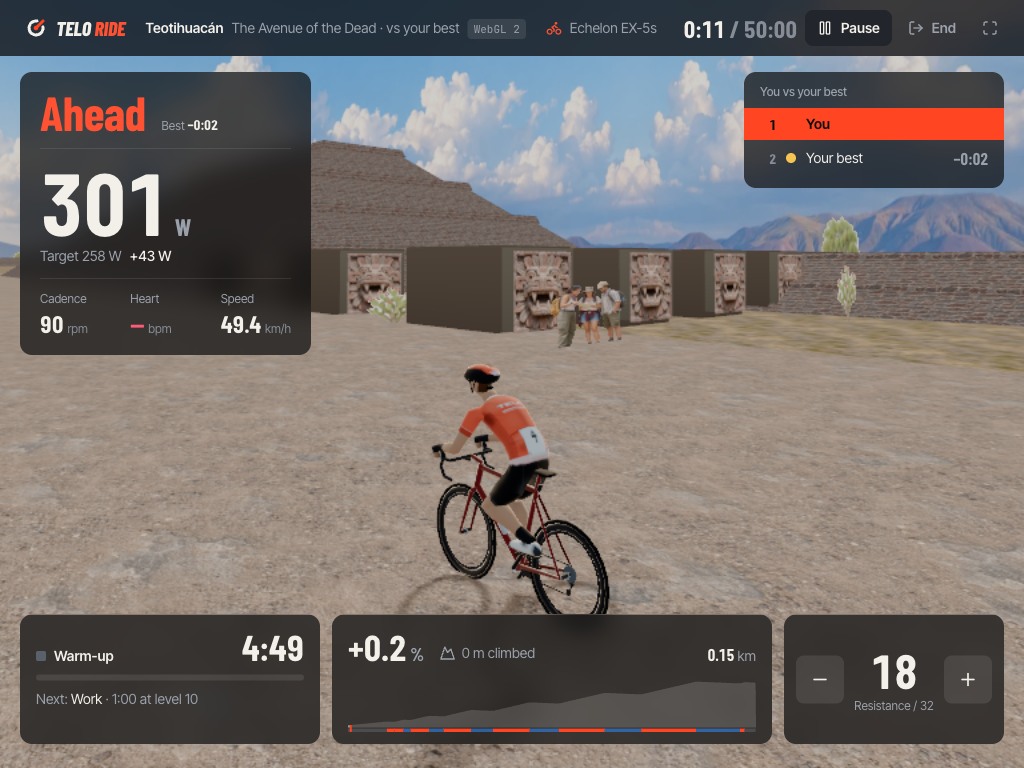 TELO RIDE Teotihuacán The Avenue of the Dead · vs your best WebGL 2 Echelon EX-5s 0:11 / 50:00 Pause End
Ahead Best −0:02
301 W
Target 258 W +43 W
Cadence Heart Speed
90 rpm – bpm 49.4 km/h
You vs your best
1 You
2 Your best −0:02
Warm-up 4:49
Next: Work · 1:00 at level 10
+0.2 % 0 m climbed 0.15 km
− 18 +
Resistance / 32